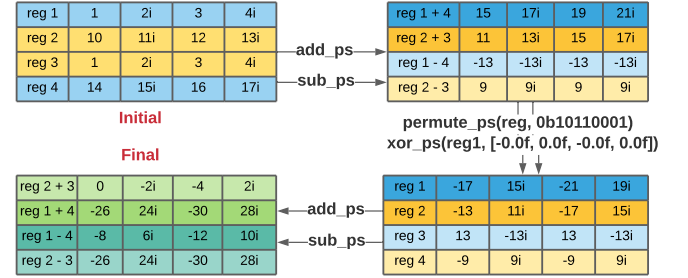 reg 1 1 2i 3 4i
reg 2 10 11i 12 13i
reg 3 1 2i 3 4i
reg 4 14 15i 16 17i
Initial
add_ps
sub_ps
reg 1 + 4 15 17i 19 21i
reg 2 + 3 11 13i 15 17i
reg 1 - 4 -13 -13i -13i -13i
reg 2 - 3 9 9i 9 9i
permute_ps(reg, 0b10110001)
xor_ps(reg1, [-0.0f, 0.0f, -0.0f, 0.0f])
Final
reg 2 + 3 0 -2i -4 2i
reg 1 + 4 -26 24i -30 28i
reg 1 - 4 -8 6i -12 10i
reg 2 - 3 -26 24i -30 28i
add_ps
sub_ps
reg 1 -17 15i -21 19i
reg 2 -13 11i -17 15i
reg 3 13 -13i 13 -13i
reg 4 -9 9i -9 9i